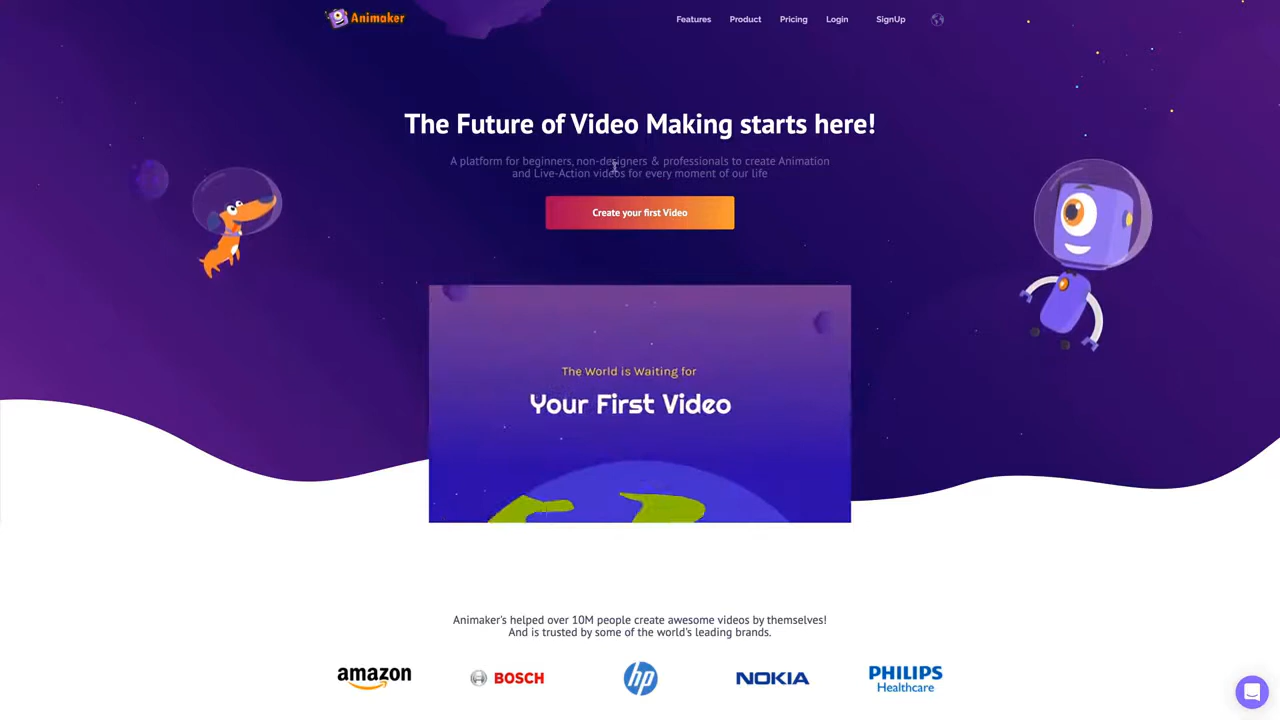 Animaker
Features Product Pricing Login SignUp
The Future of Video Making starts here!
A platform for beginners, non-designers & professionals to create Animation
and Live-Action videos for every moment of our life
Create your first Video
The World is Waiting for
Your First Video
Animaker's helped over 10M people create awesome videos by themselves!
And is trusted by some of the world's leading brands.
amazon BOSCH hp NOKIA PHILIPS
Healthcare